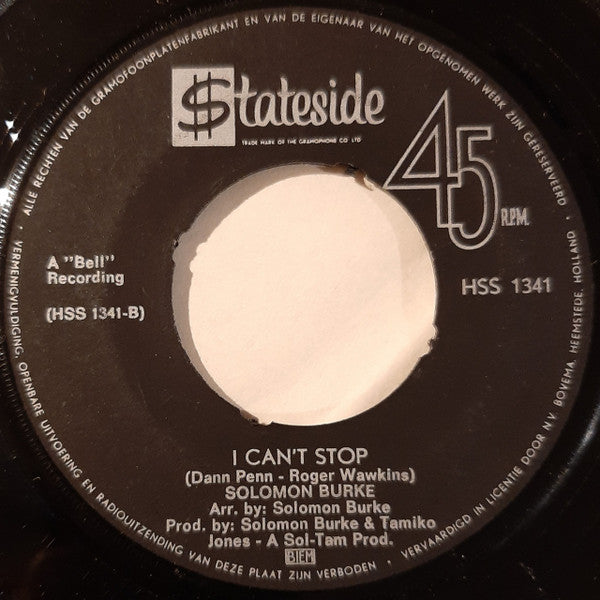 ALLE RECHTEN VAN DE GRAMOFOONPLATENFABRIKANT EN VAN DE EIGENAAR VAN HET OPGENOMEN WERK ZIJN GERESERVEERD •
$tateside
TRADE MARK OF THE GRAMOPHONE CO LTD
45
R.P.M.
A "Bell"
Recording
(HSS 1341-B)
HSS 1341
I CAN'T STOP
(Dann Penn - Roger Wawkins)
SOLOMON BURKE
Arr. by: Solomon Burke
Prod. by: Solomon Burke & Tamiko
Jones - A Sol-Tam Prod.
BIEM
• VERMENIGVULDIGING, OPENBARE UITVOERING EN RADIOUITZENDING VAN DEZE PLAAT ZIJN VERBODEN •
VERVAARDIGD IN LICENTIE DOOR N.V. BOVEMA, HEEMSTEDE, HOLLAND